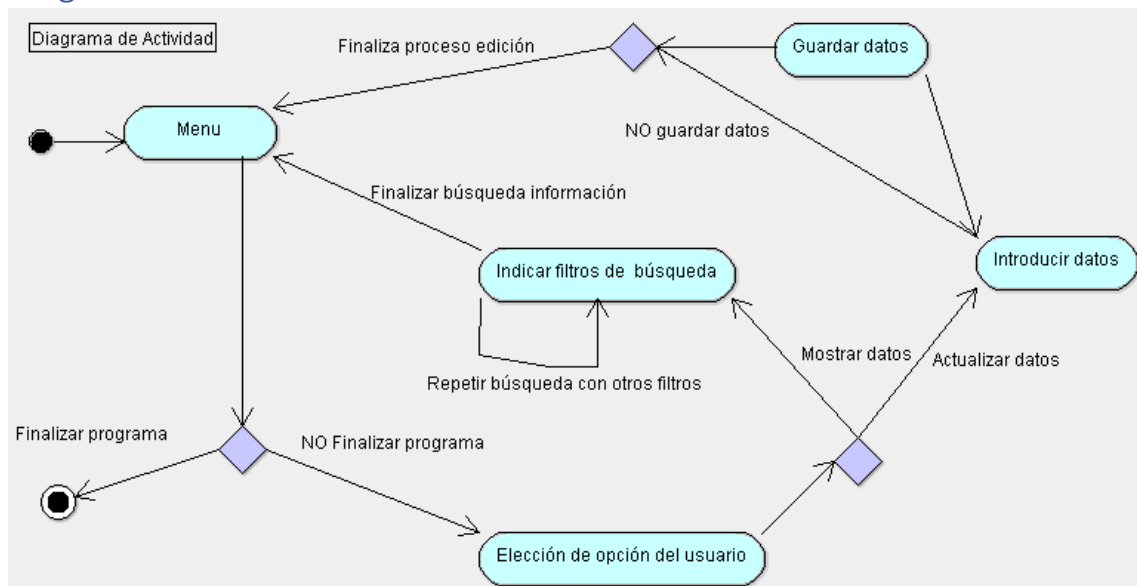 Diagrama de Actividad
Finaliza proceso edición
Guardar datos
Menu
NO guardar datos
Finalizar búsqueda información
Indicar filtros de búsqueda
Introducir datos
Mostrar datos
Actualizar datos
Repetir búsqueda con otros filtros
Finalizar programa
NO Finalizar programa
Elección de opción del usuario